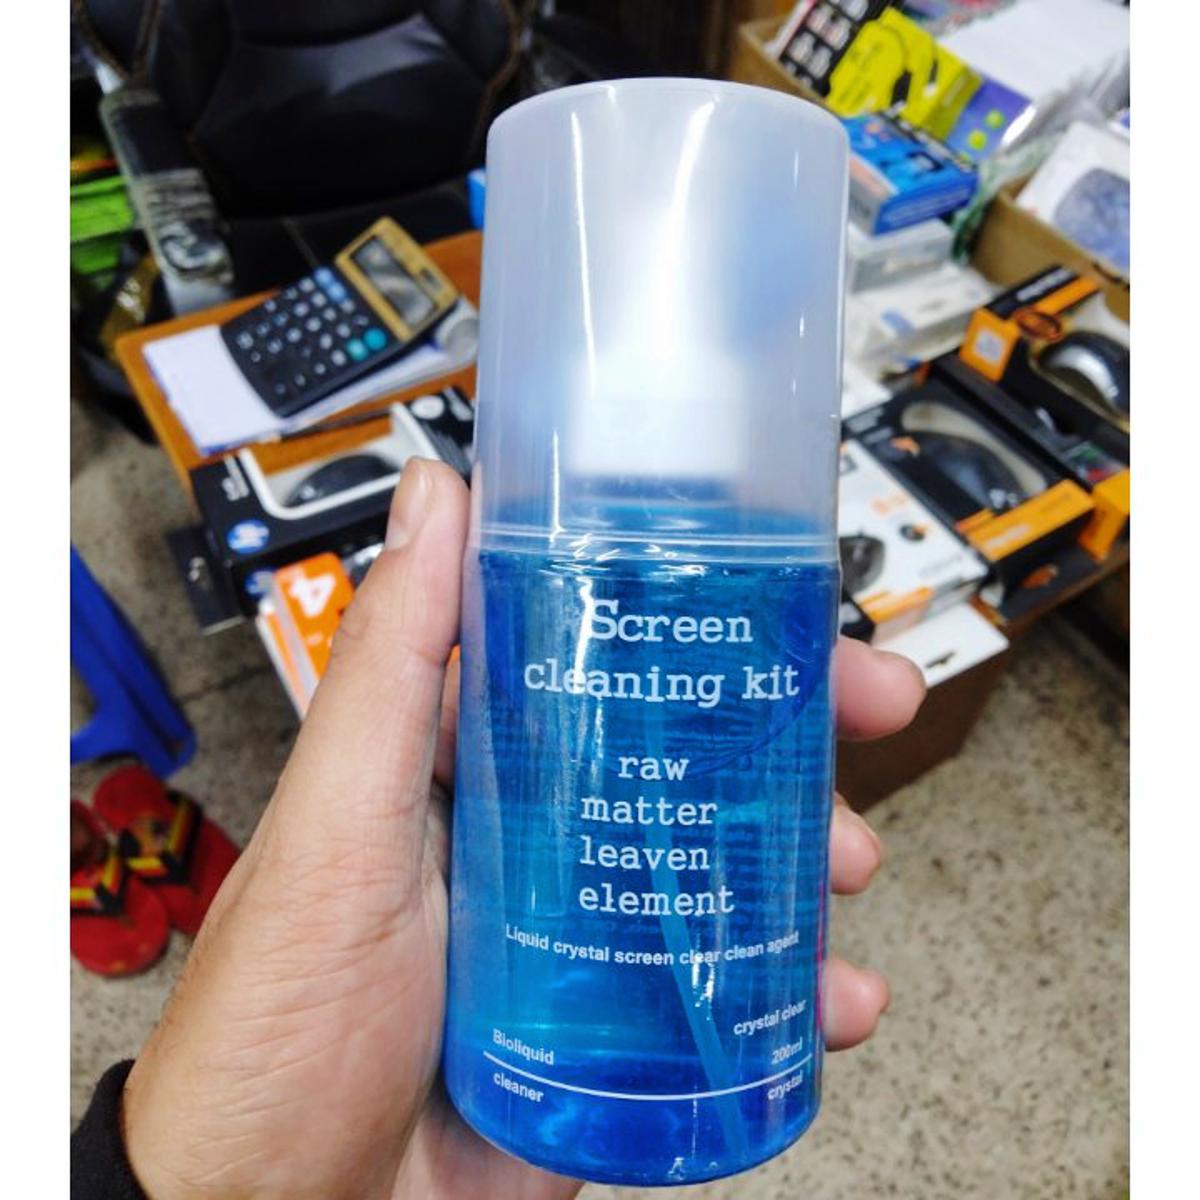 Screen
cleaning kit
raw
matter
leaven
element
Liquid crystal screen clear clean agent
crystal clear
Bioliquid
200ml
cleaner
crystal
4